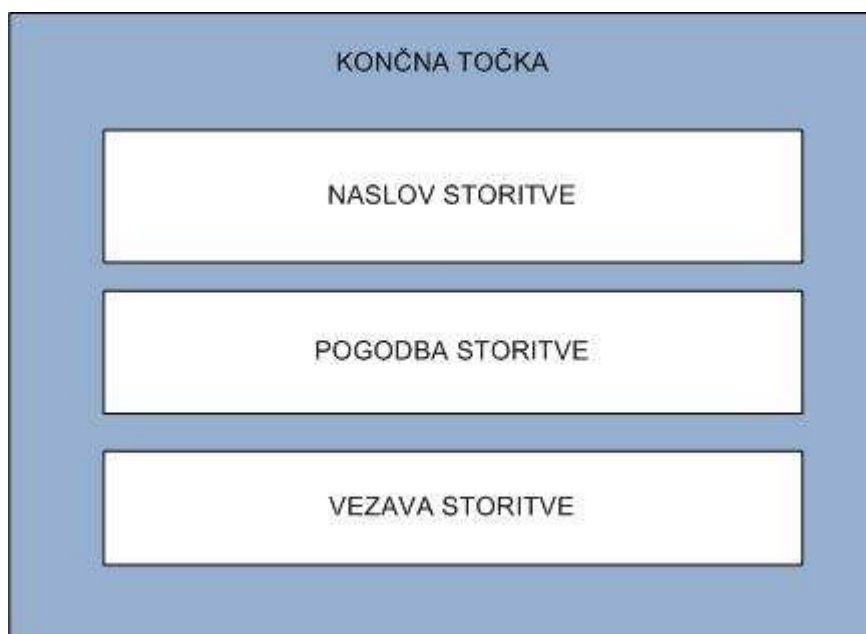 KONČNA TOČKA
NASLOV STORITVE
POGODBA STORITVE
VEZAVA STORITVE